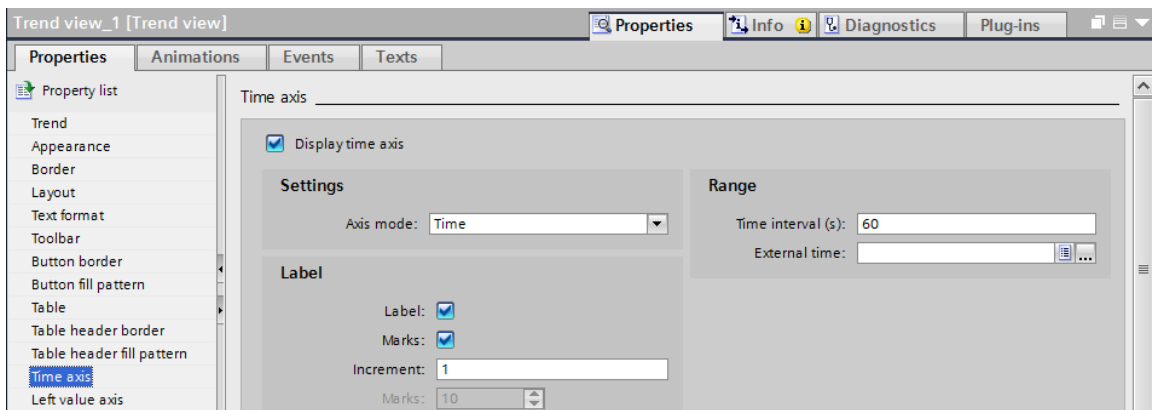 Trend view_1 [Trend view]
Properties Info Diagnostics Plug-ins
Properties Animations Events Texts
Property list
Trend
Appearance
Border
Layout
Text format
Toolbar
Button border
Button fill pattern
Table
Table header border
Table header fill pattern
Time axis
Left value axis
Time axis
Display time axis
Settings
Axis mode: Time
Range
Time interval (s): 60
External time: ...
Label
Label:
Marks:
Increment: 1
Marks: 10